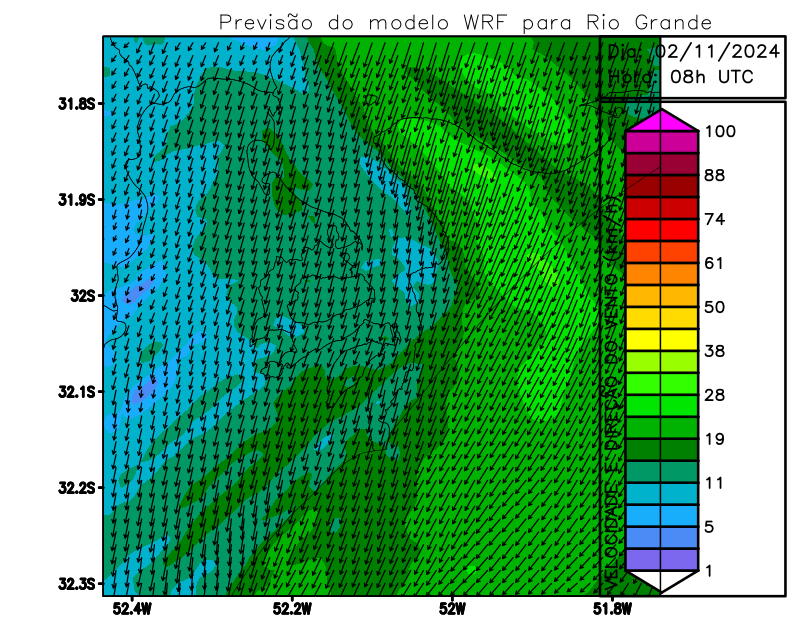 Previsão do modelo WRF para Rio Grande
Dia: 02/11/2024
Hora: 08h UTC
VELOCIDADE E DIREÇÃO DO VENTO (km/h)
100
88
74
61
50
38
28
19
11
5
1
31.8S
31.9S
32S
32.1S
32.2S
32.3S
52.4W
52.2W
52W
51.8W